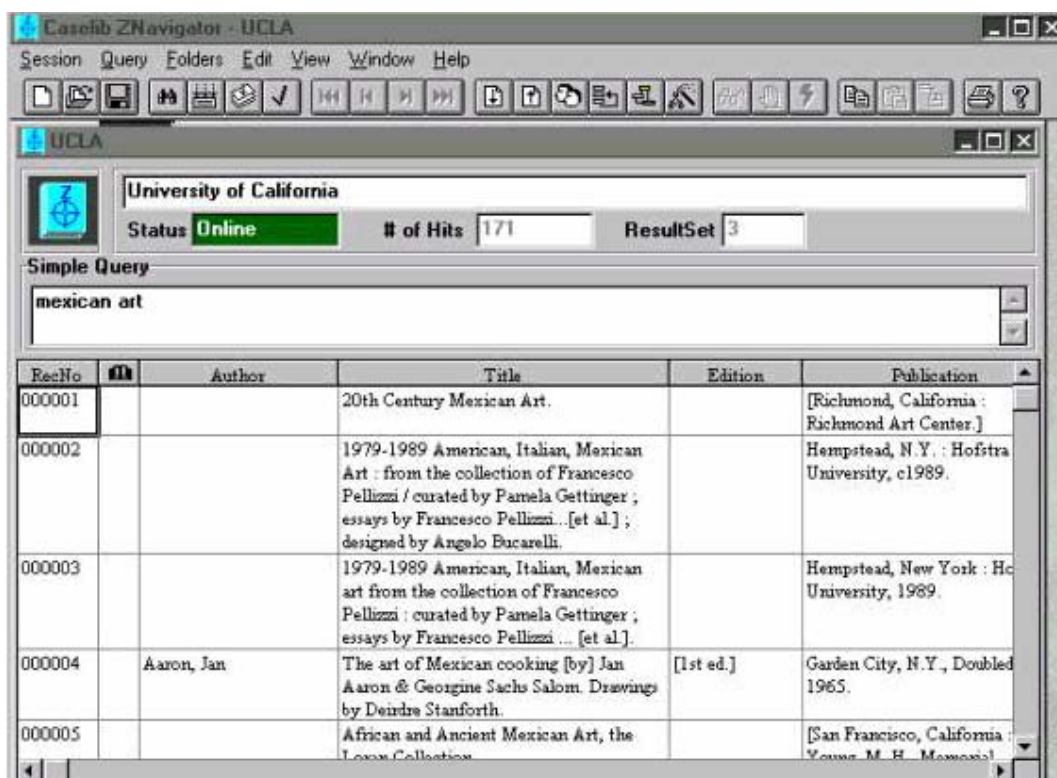 Caselib ZNavigator - UCLA
Session Query Folders Edit View Window Help
UCLA
Z
University of California
Status Online # of Hits 171 ResultSet 3
Simple Query
mexican art
RecNo Author Title Edition Publication
000001 20th Century Mexican Art. [Richmond, California :
Richmond Art Center.]
000002 1979-1989 American, Italian, Mexican Hempstead, N.Y. : Hofstra
Art : from the collection of Francesco University, c1989.
Pellizzi / curated by Pamela Gettinger ;
essays by Francesco Pellizzi...[et al.] ;
designed by Angelo Bucarelli.
000003 1979-1989 American, Italian, Mexican Hempstead, New York : Ho
art from the collection of Francesco University, 1989.
Pellizzi : curated by Pamela Gettinger ;
essays by Francesco Pellizzi ... [et al.].
000004 Aaron, Jan The art of Mexican cooking [by] Jan [1st ed.] Garden City, N.Y., Doubled
Aaron & Georgine Sachs Salom. Drawings 1965.
by Deirdre Stanforth.
000005 African and Ancient Mexican Art, the [San Francisco, California :
Loran Collection Young, M. H., Memorial